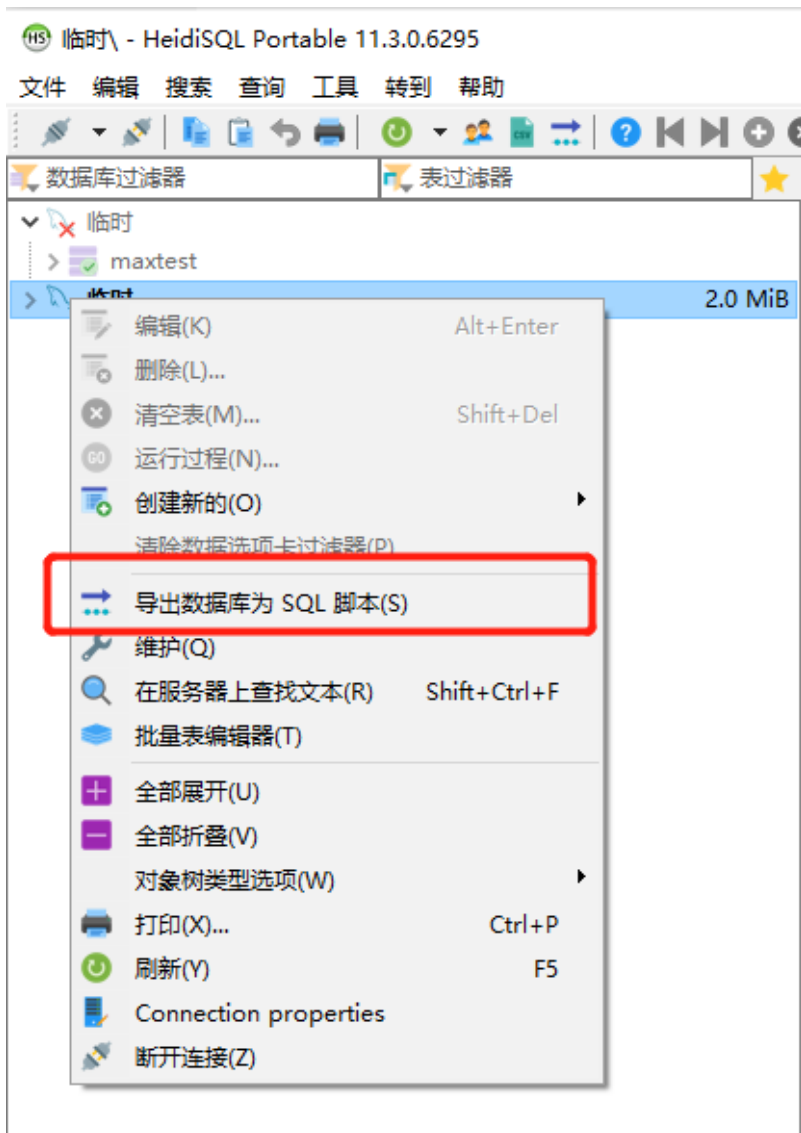 HS 临时\ - HeidiSQL Portable 11.3.0.6295
文件 编辑 搜索 查询 工具 转到 帮助
数据库过滤器 表过滤器
临时
maxtest
临时 2.0 MiB
编辑(K) Alt+Enter
删除(L)...
清空表(M)... Shift+Del
GO 运行过程(N)...
创建新的(O)
清除数据选项卡过滤器(P)
导出数据库为 SQL 脚本(S)
维护(Q)
在服务器上查找文本(R) Shift+Ctrl+F
批量表编辑器(T)
全部展开(U)
全部折叠(V)
对象树类型选项(W)
打印(X)... Ctrl+P
刷新(Y) F5
Connection properties
断开连接(Z)